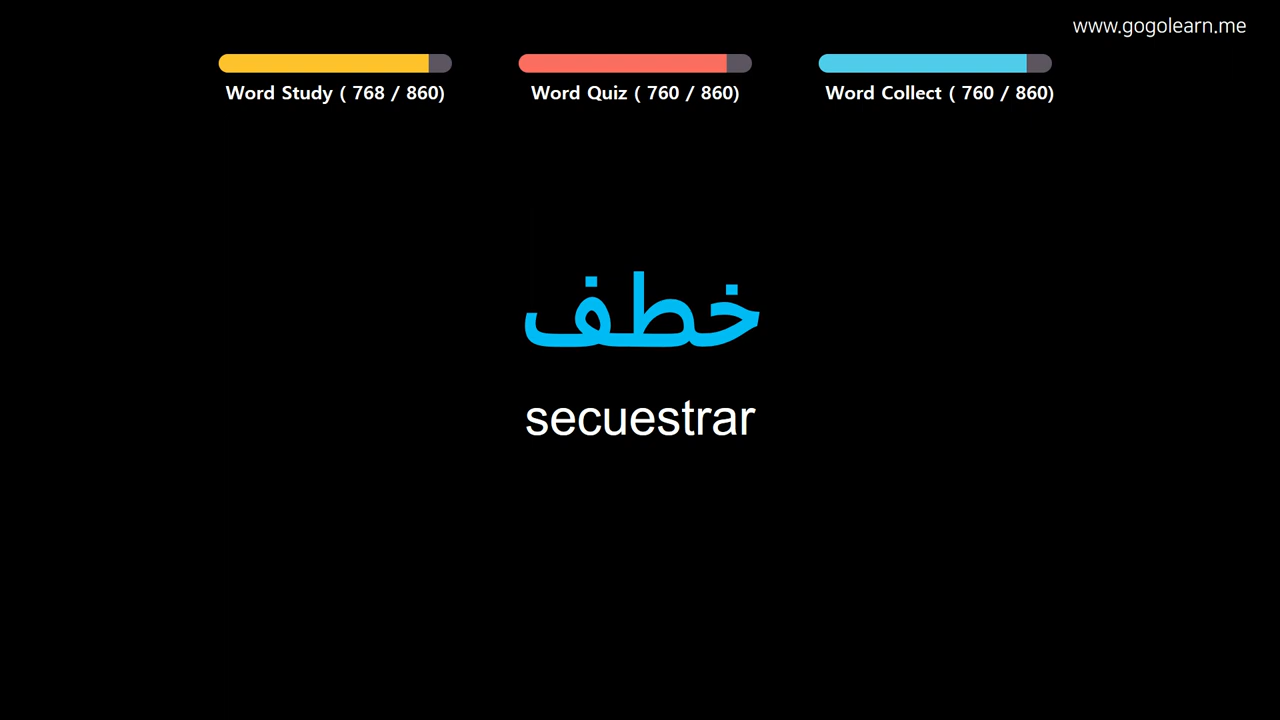 www.gogolearn.me
Word Study ( 768 / 860)
Word Quiz ( 760 / 860)
Word Collect ( 760 / 860)
خطف
secuestrar